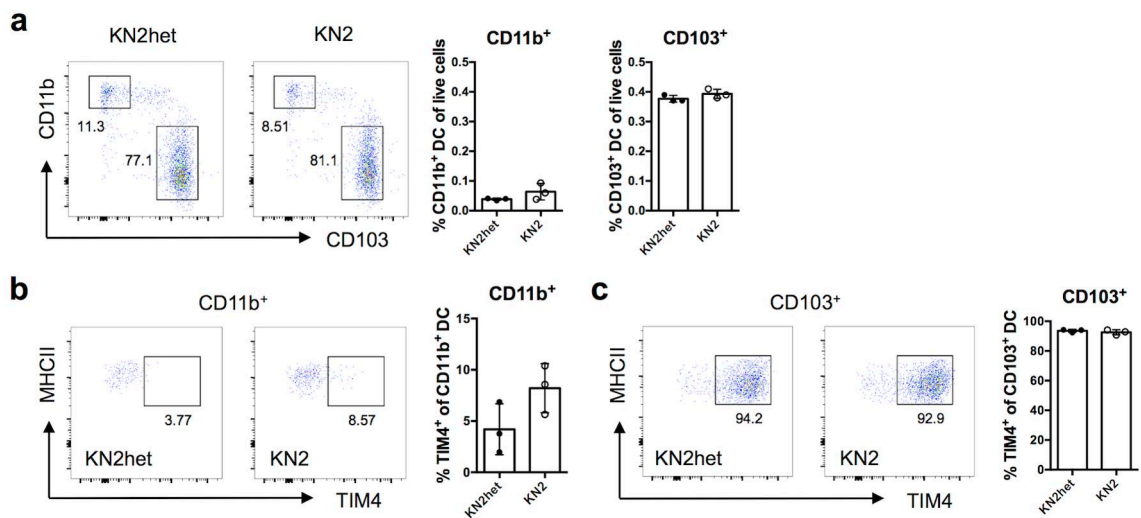 a
KN2het
KN2
CD11b
11.3
77.1
8.51
81.1
CD103
CD11b⁺
% CD11b⁺ DC of live cells
0.5
0.4
0.3
0.2
0.1
0.0
KN2het
KN2
CD103⁺
% CD103⁺ DC of live cells
0.5
0.4
0.3
0.2
0.1
0.0
KN2het
KN2
b
CD11b⁺
MHCII
3.77
8.57
KN2het
KN2
TIM4
CD11b⁺
% TIM4⁺ of CD11b⁺ DC
15
10
5
0
KN2het
KN2
c
CD103⁺
MHCII
94.2
92.9
KN2het
KN2
TIM4
CD103⁺
% TIM4⁺ of CD103⁺ DC
100
80
60
40
20
0
KN2het
KN2